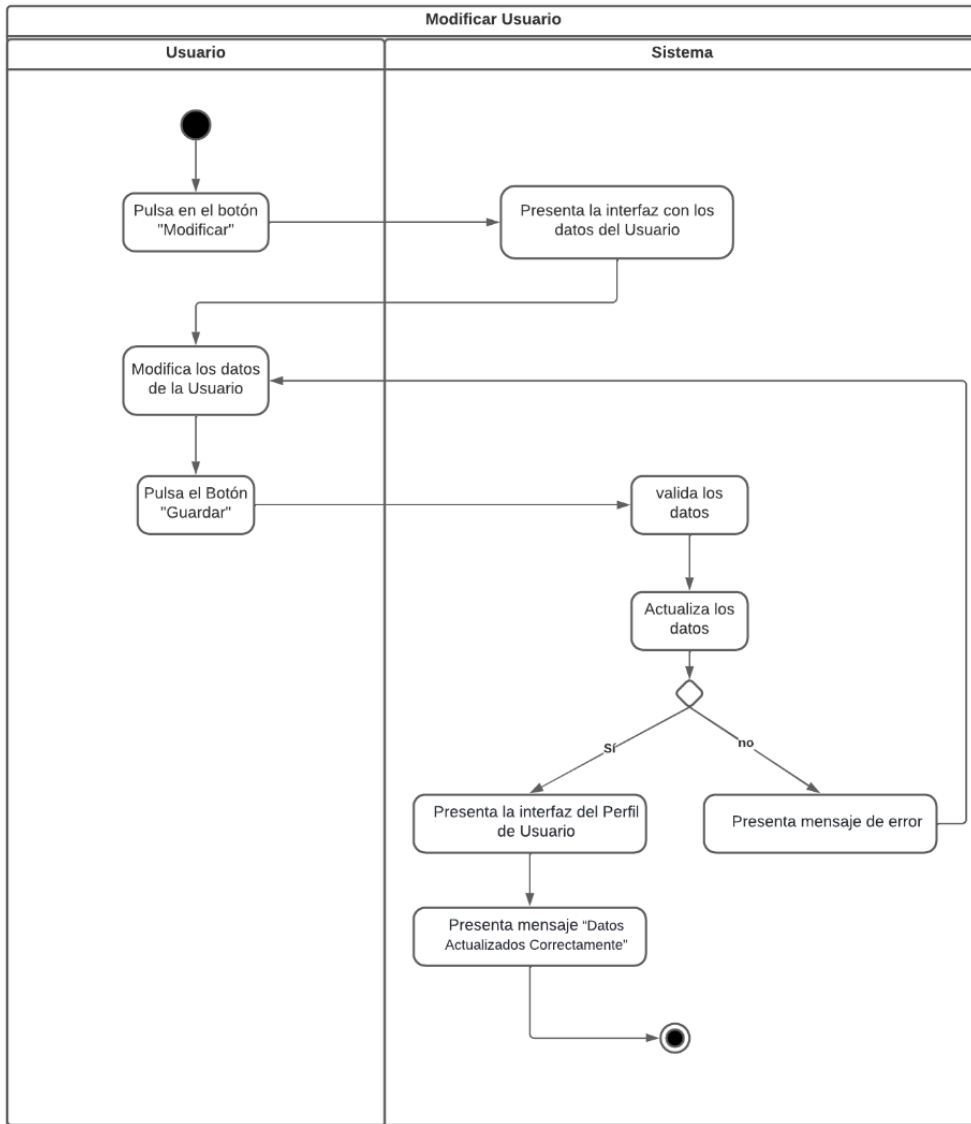 Modificar Usuario
Usuario
Sistema
Pulsa en el botón
"Modificar"
Presenta la interfaz con los
datos del Usuario
Modifica los datos
de la Usuario
Pulsa el Botón
"Guardar"
valida los
datos
Actualiza los
datos
Sí
no
Presenta la interfaz del Perfil
de Usuario
Presenta mensaje de error
Presenta mensaje “Datos
Actualizados Correctamente”